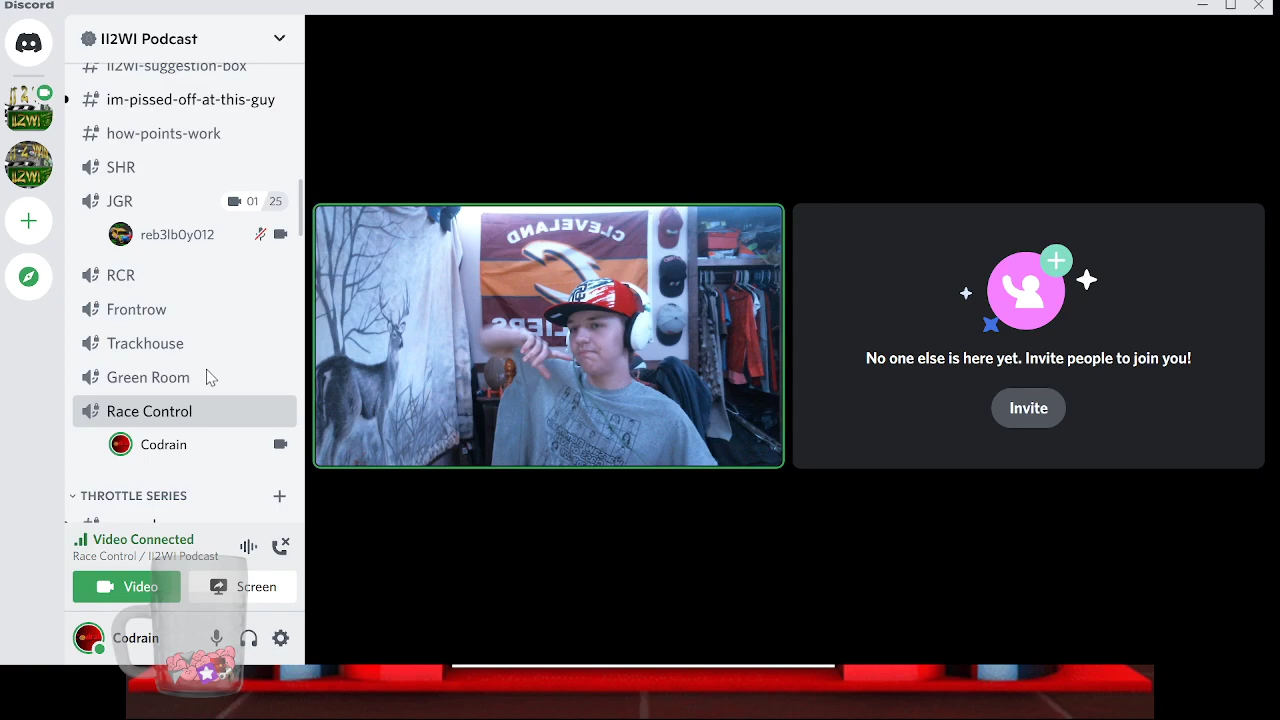 Discord
II2WI Podcast
II2WI
II2WI
ii2wi-suggestion-box
im-pissed-off-at-this-guy
how-points-work
SHR
JGR
01
25
reb3lb0y012
RCR
Frontrow
Trackhouse
Green Room
Race Control
Codrain
THROTTLE SERIES
Video Connected
Race Control / II2WI Podcast
Video
Screen
Codrain
CLEVELAND
No one else is here yet. Invite people to join you!
Invite